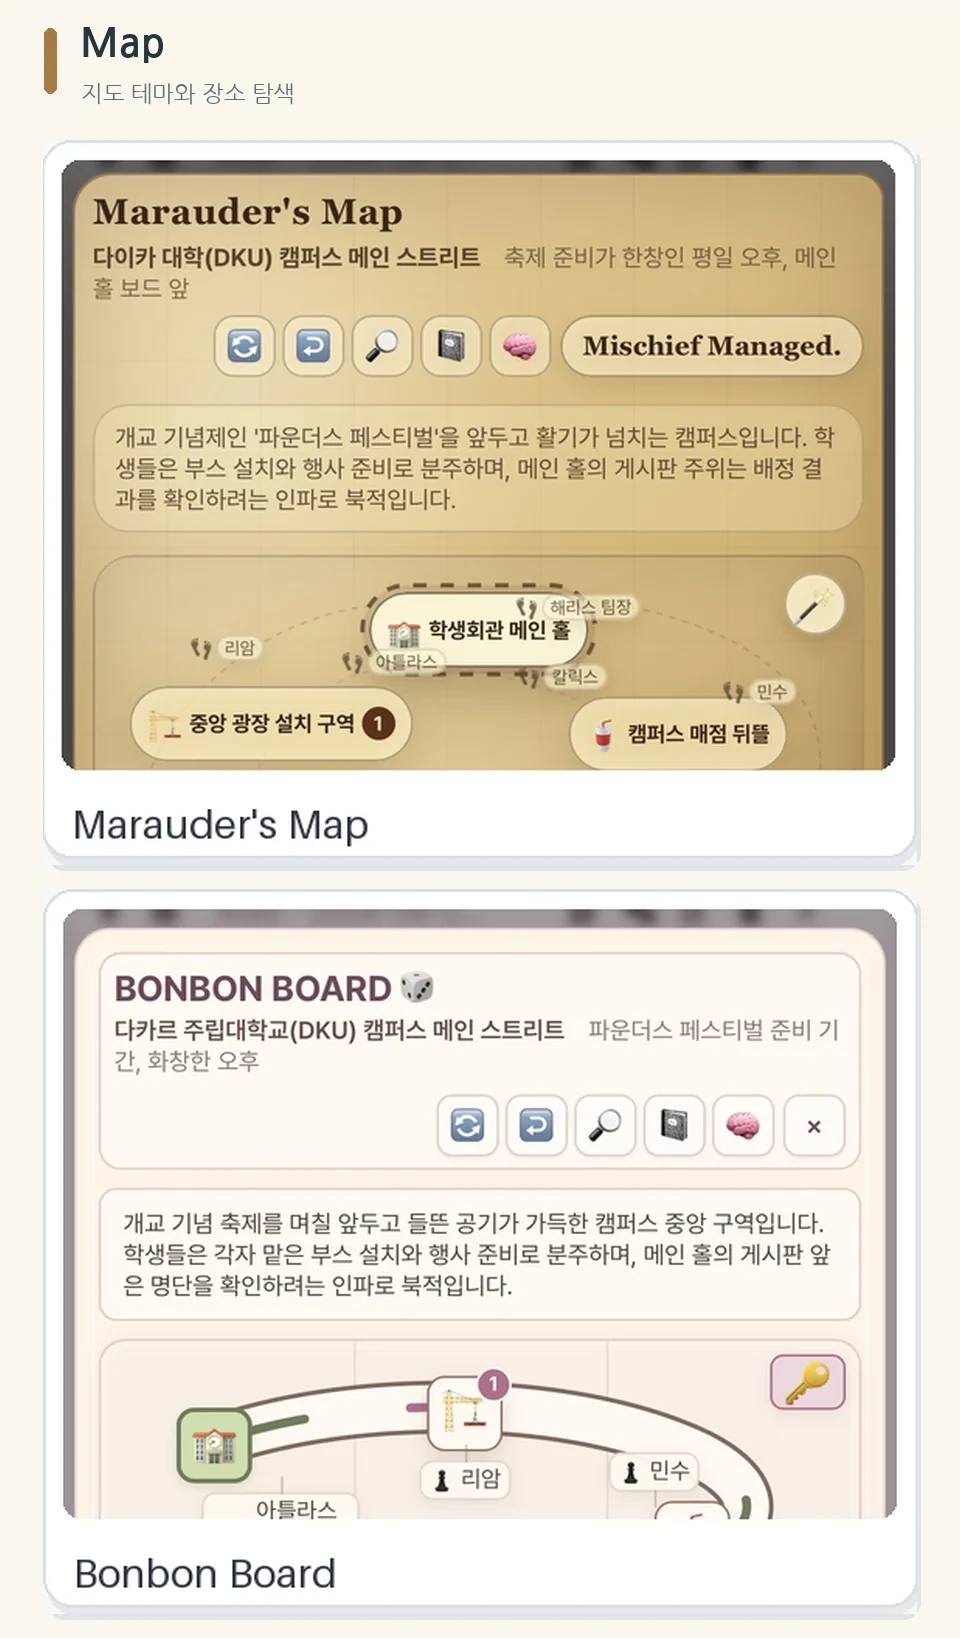 Map
지도 테마와 장소 탐색
Marauder's Map
다이카 대학(DKU) 캠퍼스 메인 스트리트 축제 준비가 한창인 평일 오후, 메인
홀 보드 앞
Mischief Managed.
개교 기념제인 '파운더스 페스티벌'을 앞두고 활기가 넘치는 캠퍼스입니다. 학
생들은 부스 설치와 행사 준비로 분주하며, 메인 홀의 게시판 주위는 배정 결
과를 확인하려는 인파로 북적입니다.
해리스 팀장
학생회관 메인 홀
리암
아틀라스
칼릭스
민수
중앙 광장 설치 구역 1
캠퍼스 매점 뒤뜰
Marauder's Map
BONBON BOARD
다카르 주립대학교(DKU) 캠퍼스 메인 스트리트 파운더스 페스티벌 준비 기
간, 화창한 오후
×
개교 기념 축제를 며칠 앞두고 들뜬 공기가 가득한 캠퍼스 중앙 구역입니다.
학생들은 각자 맡은 부스 설치와 행사 준비로 분주하며, 메인 홀의 게시판 앞
은 명단을 확인하려는 인파로 북적입니다.
1
리암
민수
아틀라스
Bonbon Board